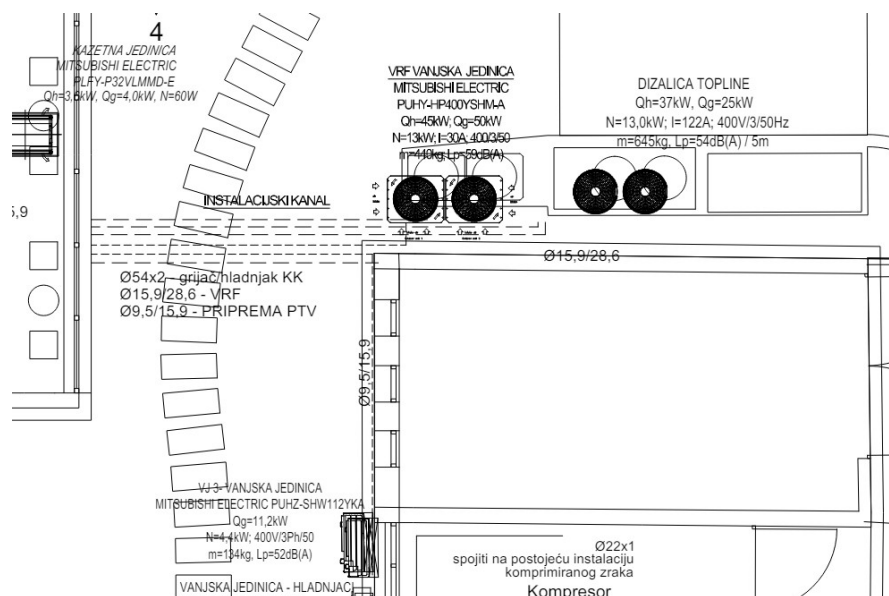 4
KAZETNA JEDINICA
MITSUBISHI ELECTRIC
PLFY-P32VLMMD-E
Qh=3,6kW, Qg=4,0kW, N=60W
VRF VANJSKA JEDINICA
MITSUBISHI ELECTRIC
PUHY-HP400YSHM-A
Qh=45kW; Qg=50kW
N=13kW; I=30A; 400/3/50
m=440kg, Lp=59dB(A)
DIZALICA TOPLINE
Qh=37kW, Qg=25kW
N=13,0kW; I=122A; 400V/3/50Hz
m=645kg, Lp=54dB(A) / 5m
INSTALACIJSKI KANAL
5,9
Ø15,9/28,6
Ø54x2 - grijač/hladnjak KK
Ø15,9/28,6 - VRF
Ø9,5/15,9 - PRIPREMA PTV
Ø9,5/15,9
VJ 3- VANJSKA JEDINICA
MITSUBISHI ELECTRIC PUHZ-SHW112YKA
Qg=11,2kW
N=4,4kW; 400V/3Ph/50
m=134kg, Lp=52dB(A)
VANJSKA JEDINICA - HLADNJAC
Ø22x1
spojiti na postojeću instalaciju
komprimiranog zraka
Kompresor